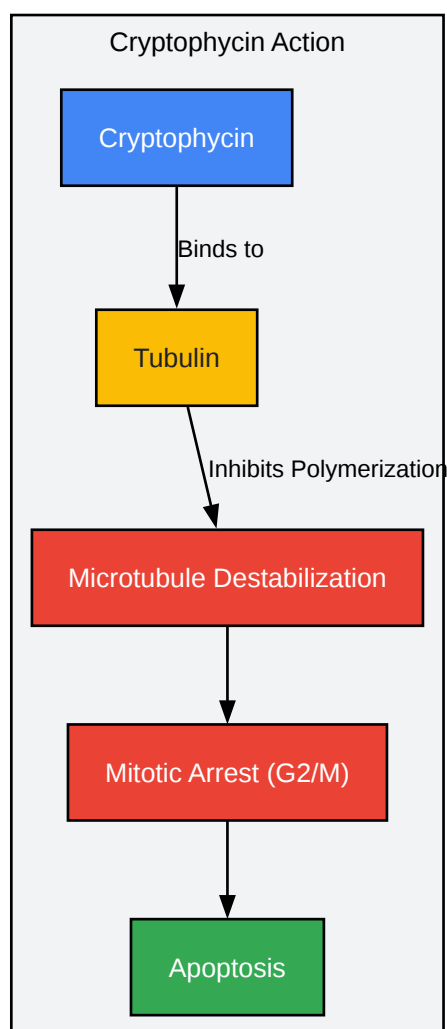 Cryptophycin Action
Cryptophycin
Binds to
Tubulin
Inhibits Polymerization
Microtubule Destabilization
Mitotic Arrest (G2/M)
Apoptosis